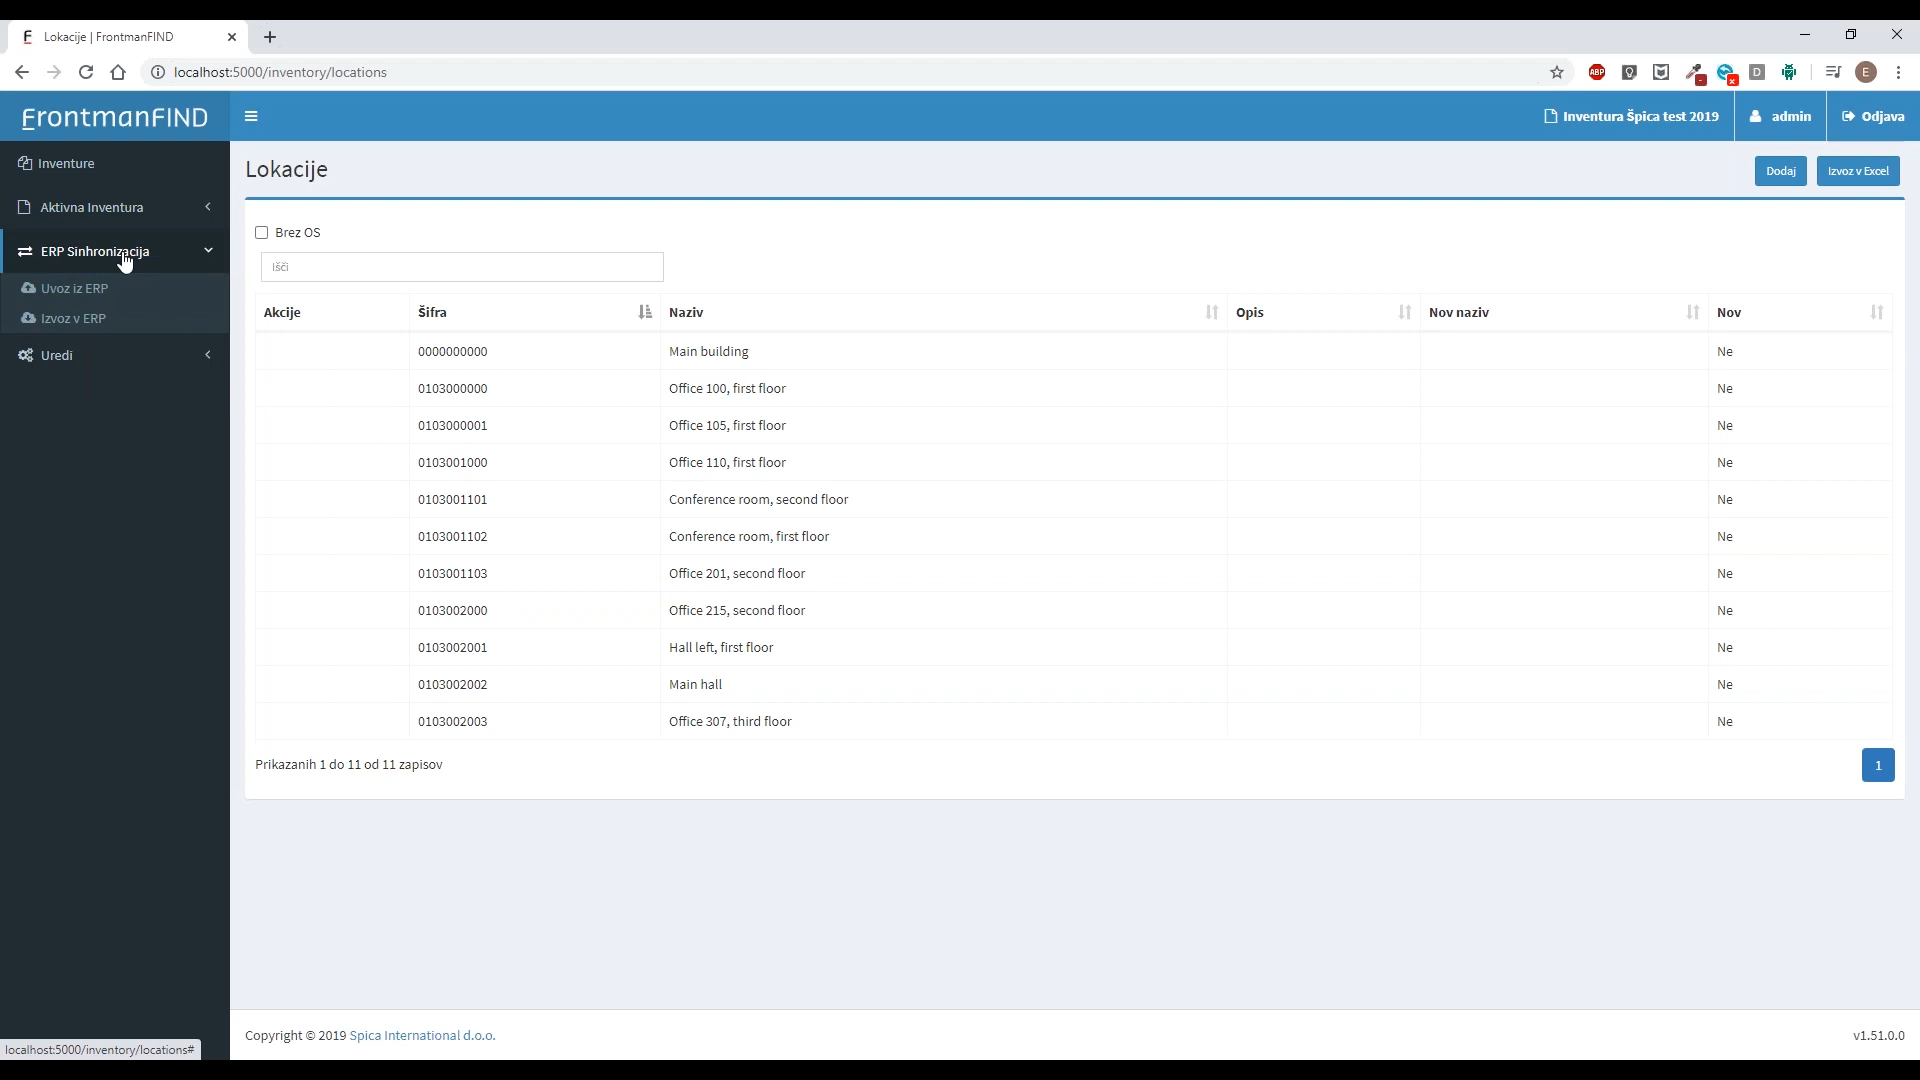 Lokacije | FrontmanFIND
localhost:5000/inventory/locations
ABP
D
E
FrontmanFIND
Inventura Špica test 2019
admin
Odjava
Inventure
Aktivna Inventura
ERP Sinhronizacija
Uvoz iz ERP
Izvoz v ERP
Uredi
Lokacije
Dodaj
Izvoz v Excel
Brez OS
Išči
Akcije Šifra Naziv Opis Nov naziv Nov
0000000000 Main building Ne
0103000000 Office 100, first floor Ne
0103000001 Office 105, first floor Ne
0103001000 Office 110, first floor Ne
0103001101 Conference room, second floor Ne
0103001102 Conference room, first floor Ne
0103001103 Office 201, second floor Ne
0103002000 Office 215, second floor Ne
0103002001 Hall left, first floor Ne
0103002002 Main hall Ne
0103002003 Office 307, third floor Ne
Prikazanih 1 do 11 od 11 zapisov
1
Copyright © 2019 Spica International d.o.o.
v1.51.0.0
localhost:5000/inventory/locations#